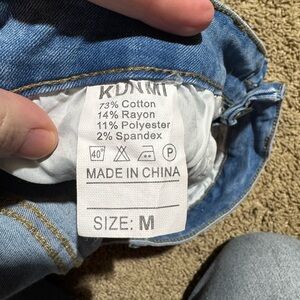 KDNMI
73% Cotton
14% Rayon
11% Polyester
2% Spandex
40° P
MADE IN CHINA
SIZE: M